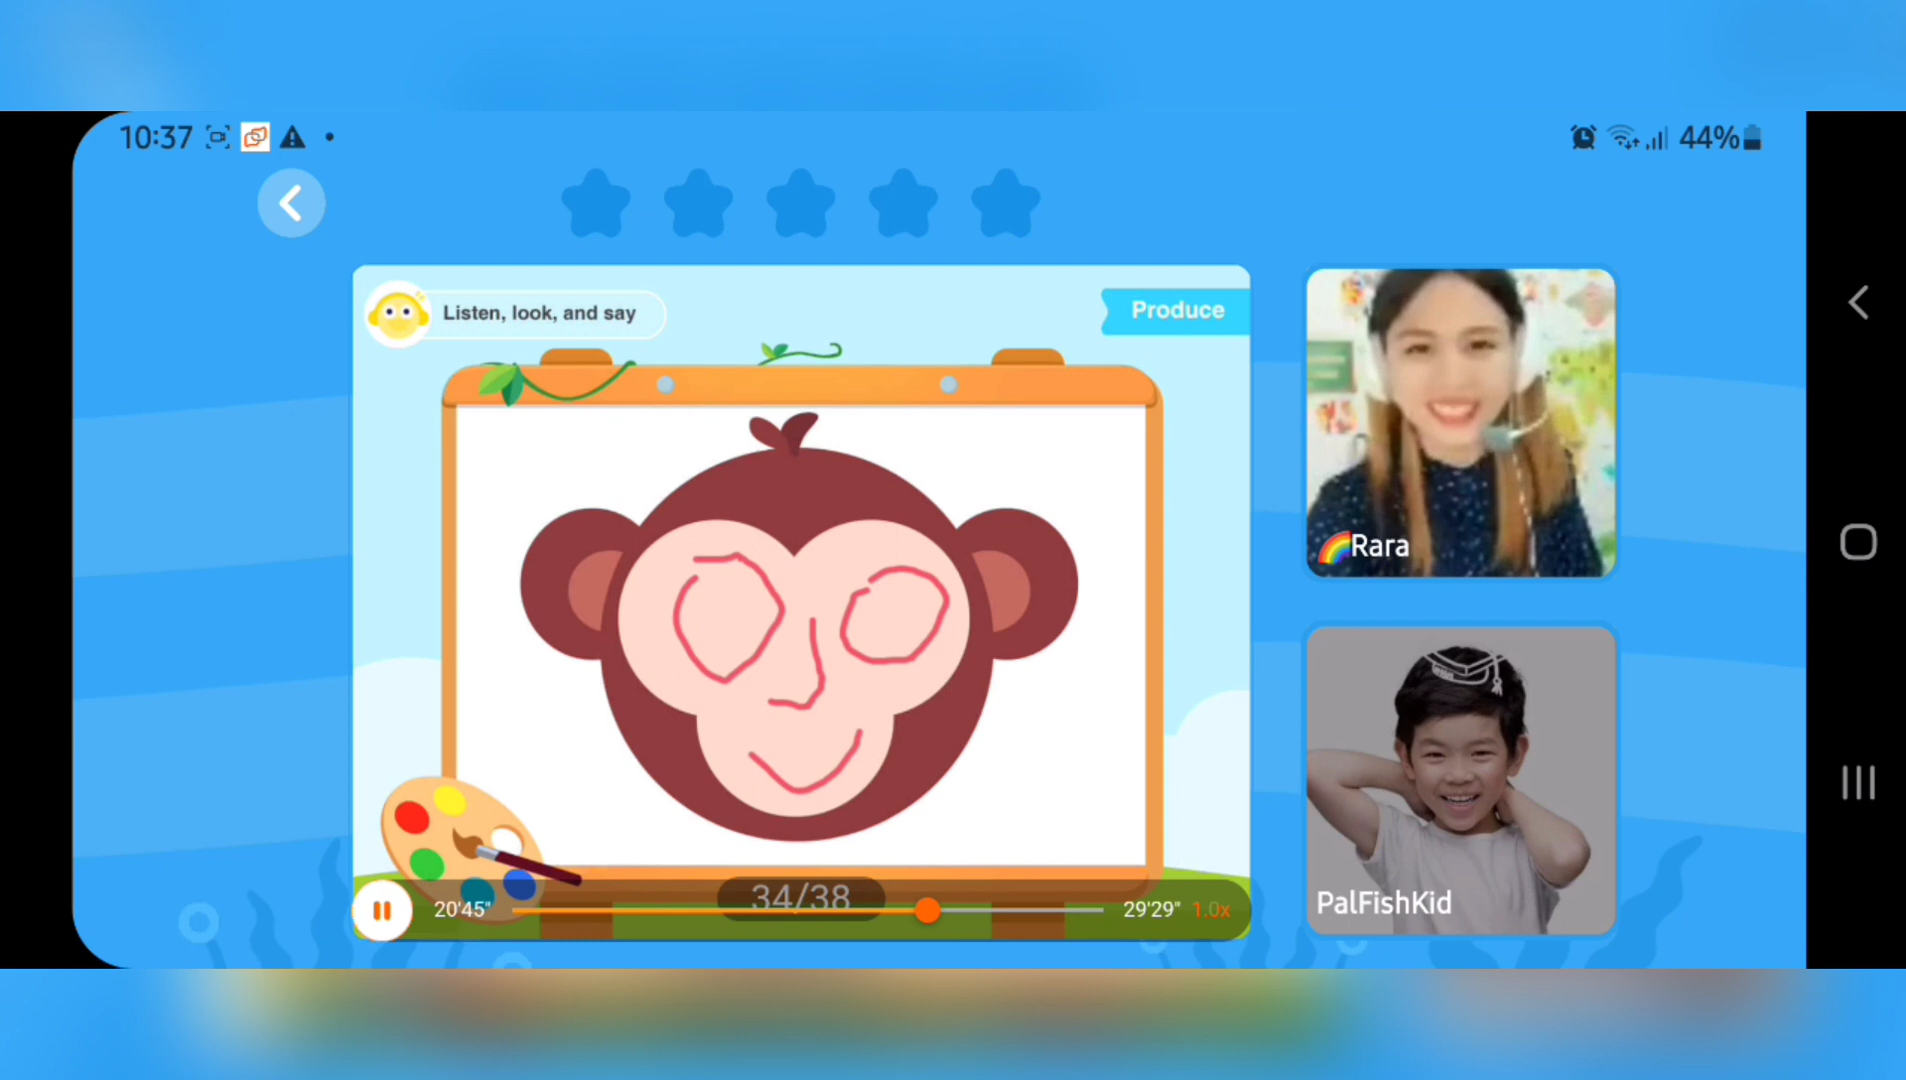 10:37
44%
Listen, look, and say
Produce
Rara
PalFishKid
34/38
20'45"
29'29" 1.0x